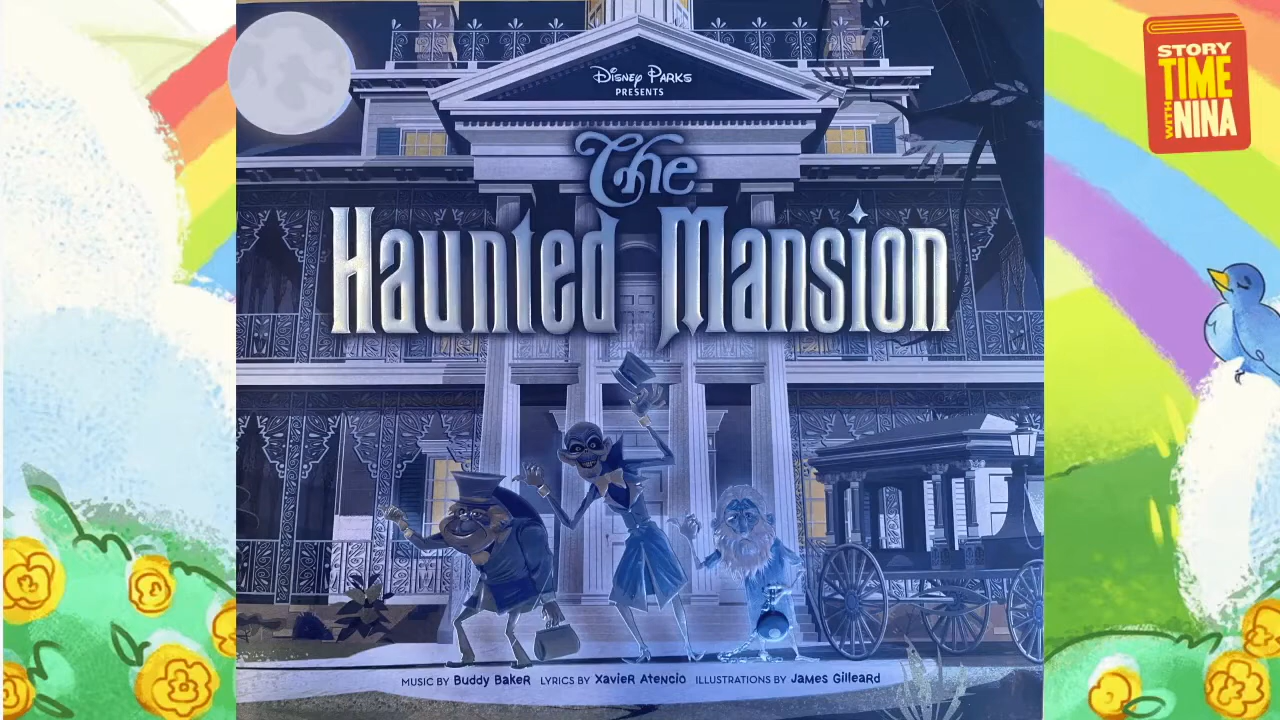 Disney Parks
PRESENTS
The
Haunted Mansion
MUSIC BY Buddy Baker LYRICS BY Xavier Atencio ILLUSTRATIONS BY James Gilleard
STORY
TIME
WITH
NINA